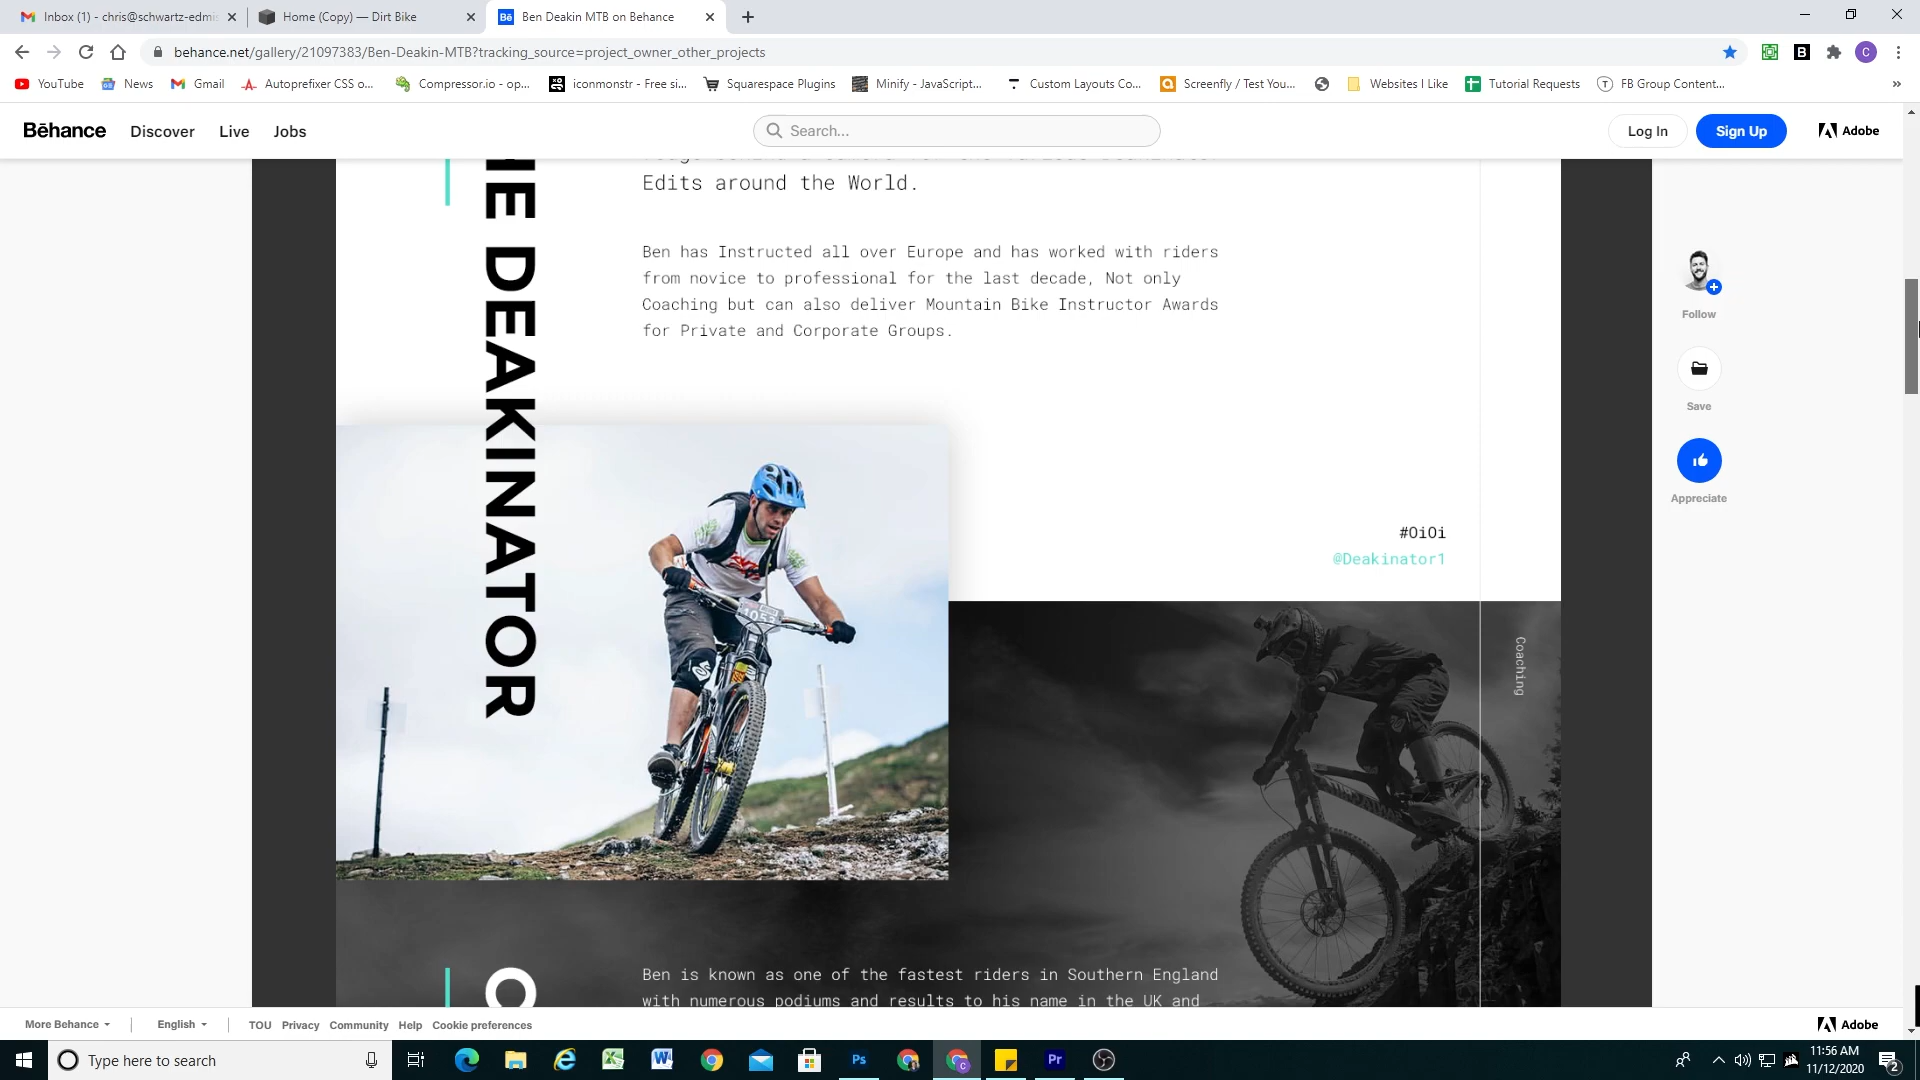 Inbox (1) - chris@schwartz-edmi
Home (Copy) — Dirt Bike
Bē Ben Deakin MTB on Behance
behance.net/gallery/21097383/Ben-Deakin-MTB?tracking_source=project_owner_other_projects
B
C
YouTube
News
Gmail
Autoprefixer CSS o...
Compressor.io - op...
iconmonstr - Free si...
Squarespace Plugins
Minify - JavaScript...
Custom Layouts Co...
Screenfly / Test You...
Websites I Like
Tutorial Requests
FB Group Content...
»
Bēhance
Discover
Live
Jobs
Search...
Log In
Sign Up
Adobe
Edits around the World.
Ben has Instructed all over Europe and has worked with riders
from novice to professional for the last decade, Not only
Coaching but can also deliver Mountain Bike Instructor Awards
for Private and Corporate Groups.
DEAKINATOR
#OiOi
@Deakinator1
Coaching
Follow
Save
Appreciate
Ben is known as one of the fastest riders in Southern England
with numerous podiums and results to his name in the UK and
More Behance
English
TOU
Privacy
Community
Help
Cookie preferences
Adobe
Type here to search
Ps
Pr
11:56 AM
11/12/2020
2